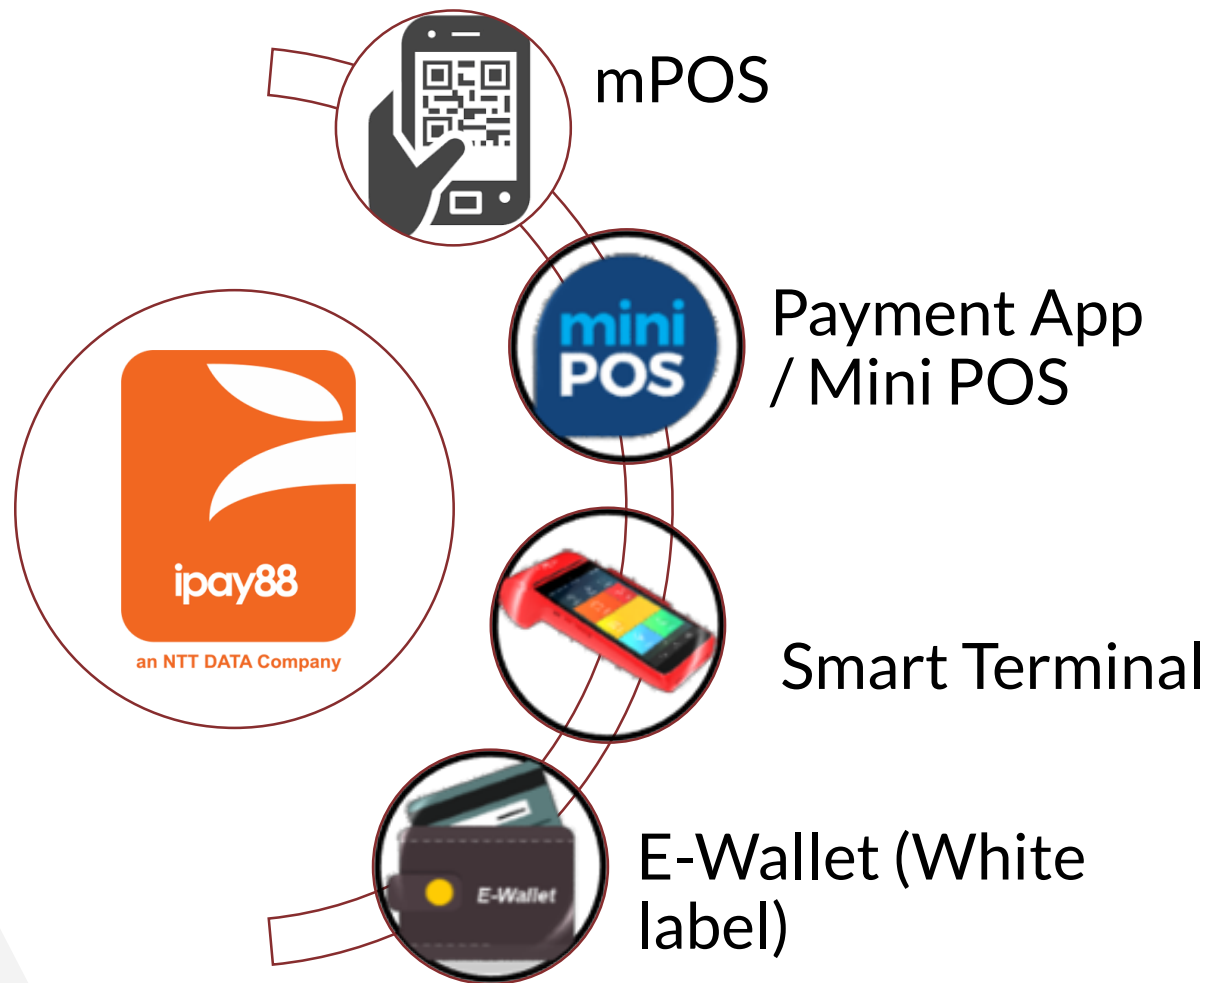 mPOS
mini
POS
Payment App
/ Mini POS
ipay88
an NTT DATA Company
Smart Terminal
E-Wallet
E-Wallet (White
label)